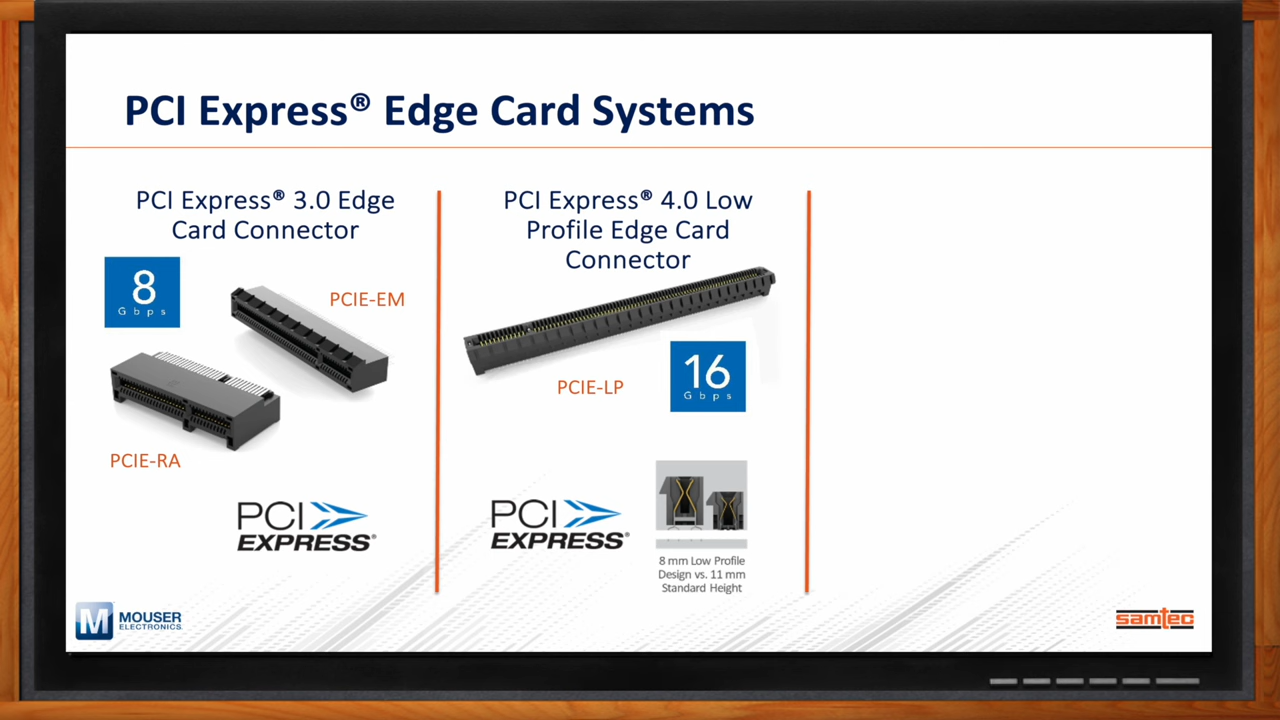 PCI Express® Edge Card Systems
PCI Express® 3.0 Edge
Card Connector
8
Gbps
PCIE-EM
PCIE-RA
PCI
EXPRESS®
PCI Express® 4.0 Low
Profile Edge Card
Connector
PCIE-LP
16
Gbps
PCI
EXPRESS®
8 mm Low Profile
Design vs. 11 mm
Standard Height
M
MOUSER
ELECTRONICS
samtec